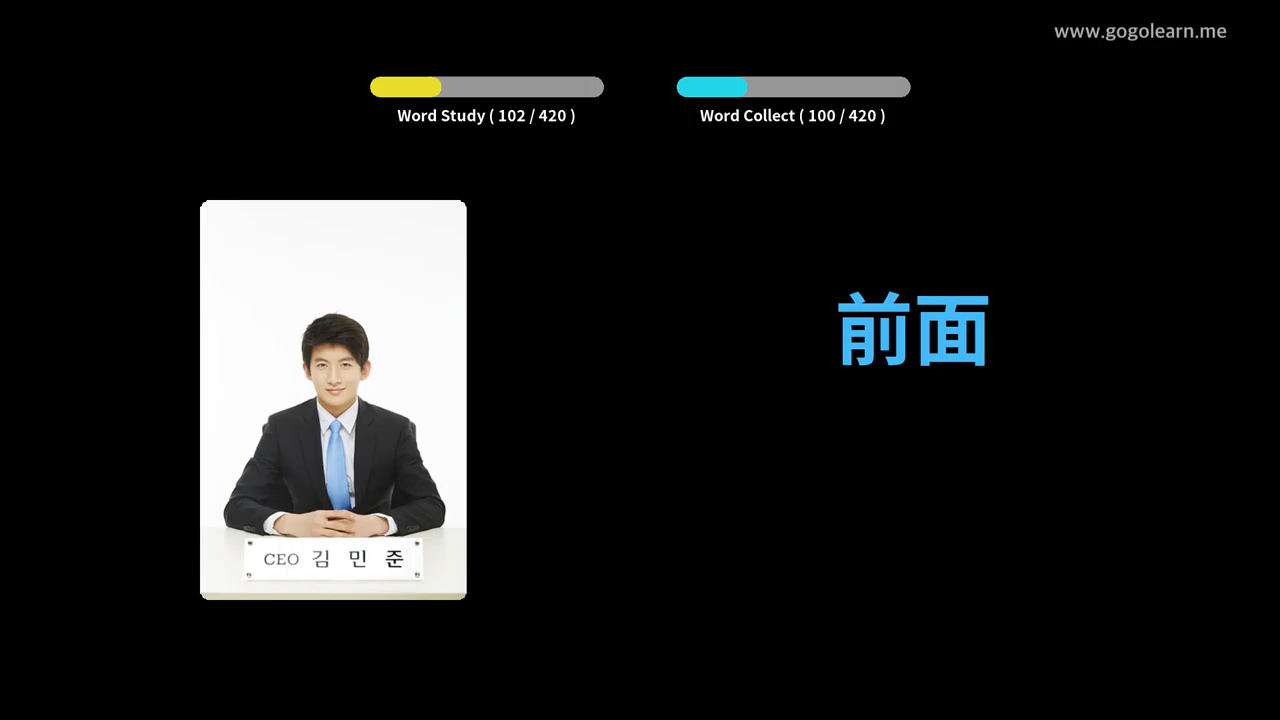 www.gogolearn.me
Word Study ( 102 / 420 )
Word Collect ( 100 / 420 )
前面
CEO 김 민 준